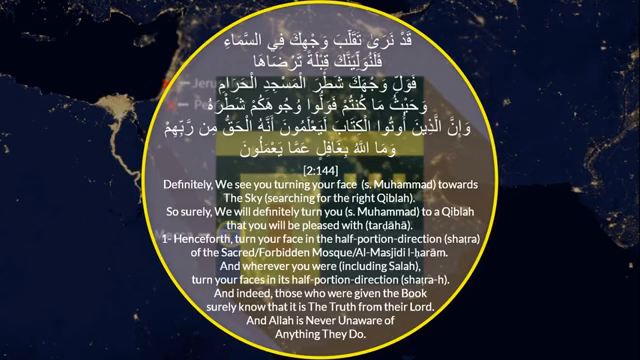 قَدْ نَرَىٰ تَقَلُّبَ وَجْهِكَ فِي السَّمَاءِ
فَلَنُوَلِّيَنَّكَ قِبْلَةً تَرْضَاهَا
فَوَلِّ وَجْهَكَ شَطْرَ الْمَسْجِدِ الْحَرَامِ
وَحَيْثُ مَا كُنتُمْ فَوَلُّوا وُجُوهَكُمْ شَطْرَهُ
وَإِنَّ الَّذِينَ أُوتُوا الْكِتَابَ لَيَعْلَمُونَ أَنَّهُ الْحَقُّ مِن رَّبِّهِمْ
وَمَا اللَّهُ بِغَافِلٍ عَمَّا يَعْمَلُونَ
[2:144]
Definitely, We see you turning your face (s. Muhammad) towards
The Sky (searching for the right Qiblah).
So surely, We will definitely turn you (s. Muhammad) to a Qiblah
that you will be pleased with (tarḍāhā).
1- Henceforth, turn your face in the half-portion-direction (shaṭra)
of the Sacred/Forbidden Mosque/Al-Masjidi l-ḥarām.
And wherever you were (including Salah),
turn your faces in its half-portion-direction (shaṭra-h).
And indeed, those who were given the Book
surely know that it is The Truth from their Lord.
And Allah is Never Unaware of
Anything They Do.